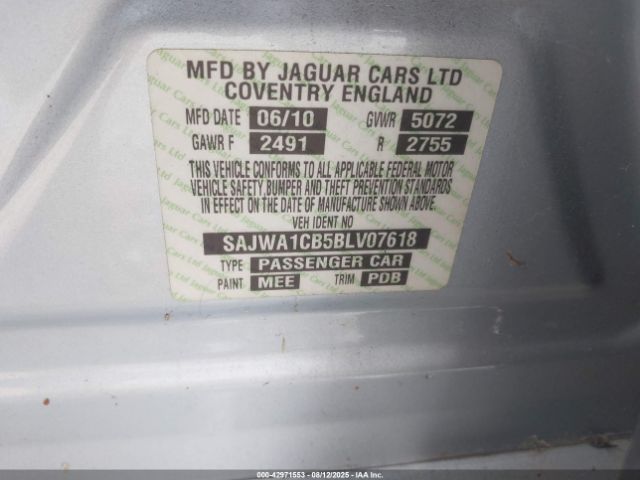 MFD BY JAGUAR CARS LTD
COVENTRY ENGLAND
MFD DATE 06/10 GVWR 5072
GAWR F 2491 R 2755
THIS VEHICLE CONFORMS TO ALL APPLICABLE FEDERAL MOTOR
VEHICLE SAFETY BUMPER AND THEFT PREVENTION STANDARDS
IN EFFECT ON THE DATE OF MANUFACTURE SHOWN ABOVE.
VEH IDENT NO
SAJWA1CB5BLV07618
TYPE PASSENGER CAR
PAINT MEE TRIM PDB
000-42971553 - 08/12/2025 - IAAI.com